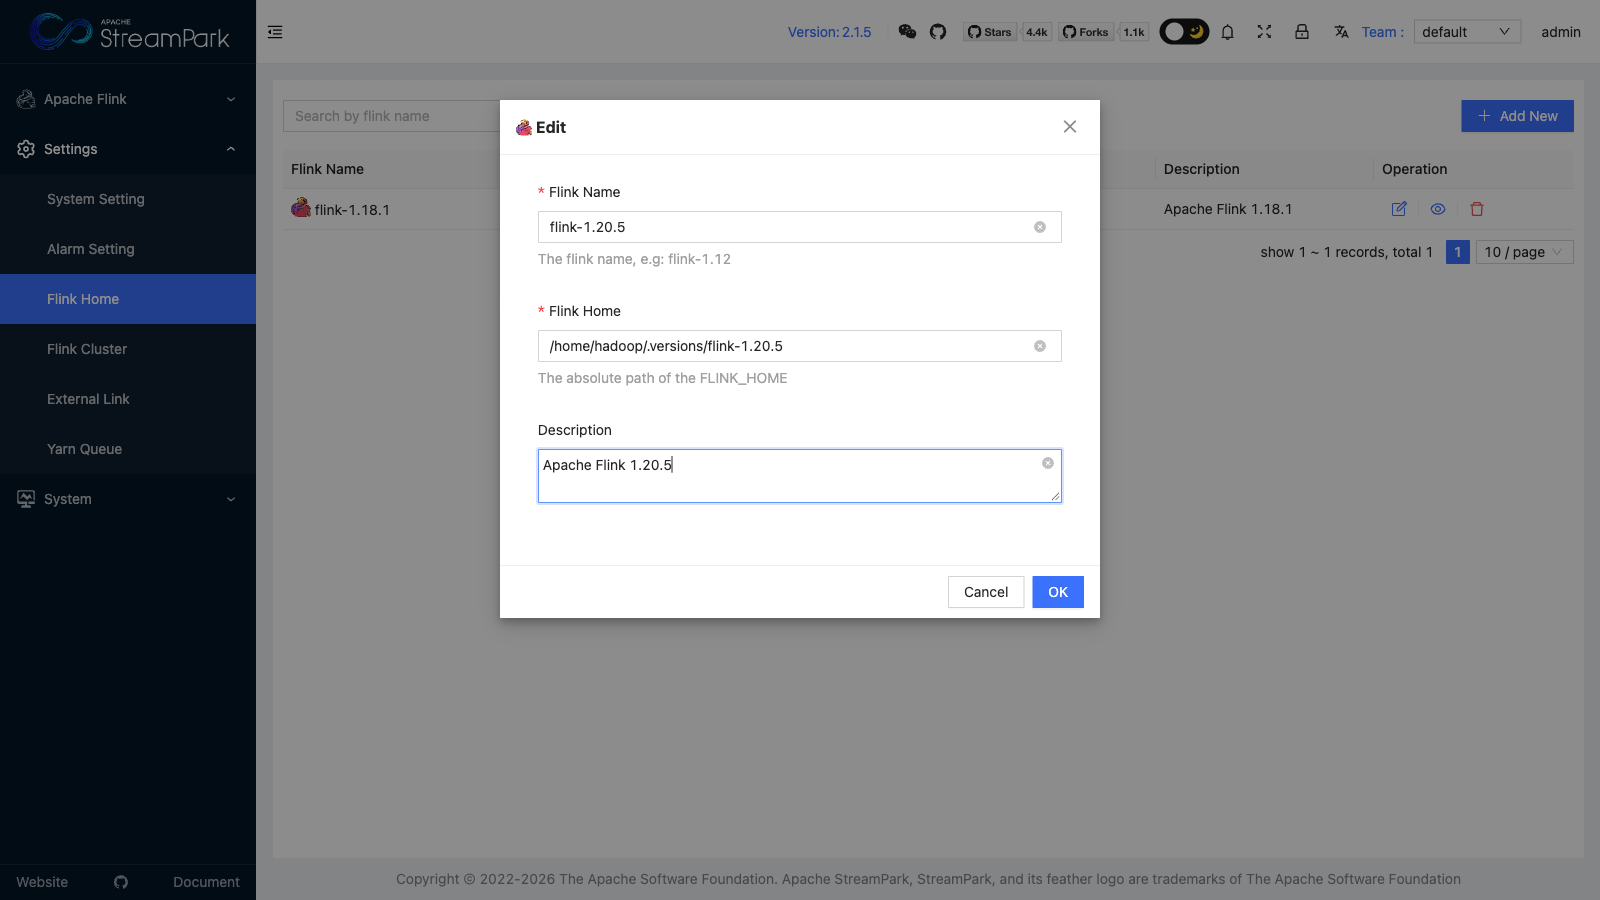 APACHE
StreamPark
Version: 2.1.5
Stars
4.4k
Forks
1.1k
Team :
default
admin
Apache Flink
Settings
System Setting
Alarm Setting
Flink Home
Flink Cluster
External Link
Yarn Queue
System
Website
Document
Search by flink name
Add New
Flink Name
Description
Operation
flink-1.18.1
Apache Flink 1.18.1
show 1 ~ 1 records, total 1
1
10 / page
Edit
* Flink Name
flink-1.20.5
The flink name, e.g: flink-1.12
* Flink Home
/home/hadoop/.versions/flink-1.20.5
The absolute path of the FLINK_HOME
Description
Apache Flink 1.20.5
Cancel
OK
Copyright © 2022-2026 The Apache Software Foundation. Apache StreamPark, StreamPark, and its feather logo are trademarks of The Apache Software Foundation